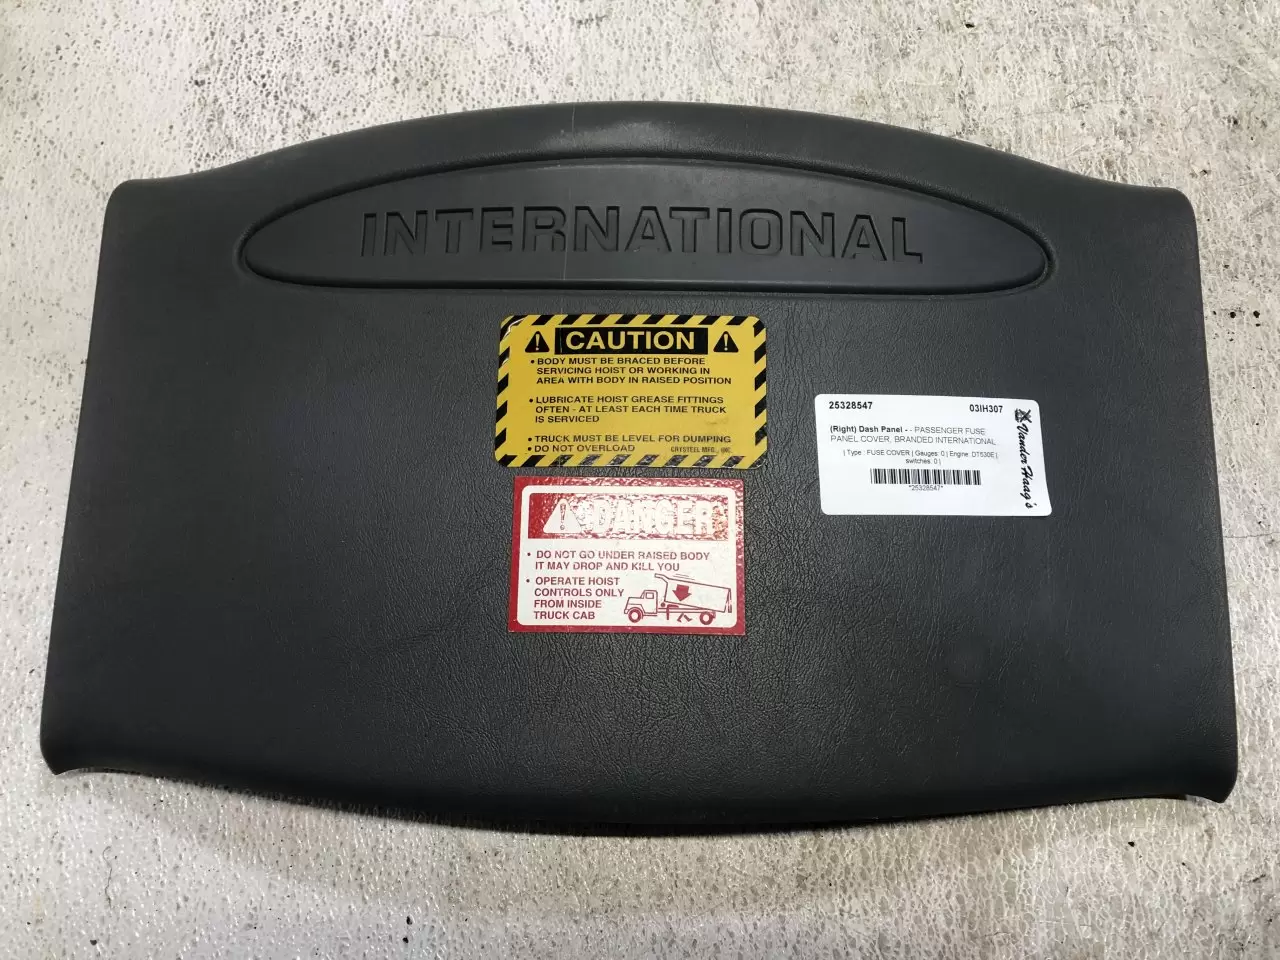 INTERNATIONAL
CAUTION
• BODY MUST BE BRACED BEFORE
SERVICING HOIST OR WORKING IN
AREA WITH BODY IN RAISED POSITION
• LUBRICATE HOIST GREASE FITTINGS
OFTEN - AT LEAST EACH TIME TRUCK
IS SERVICED
• TRUCK MUST BE LEVEL FOR DUMPING
• DO NOT OVERLOAD CRYSTEEL MFG., INC.
DANGER
• DO NOT GO UNDER RAISED BODY
IT MAY DROP AND KILL YOU
• OPERATE HOIST
CONTROLS ONLY
FROM INSIDE
TRUCK CAB
25328547 03IH307
(Right) Dash Panel - - PASSENGER FUSE
PANEL COVER, BRANDED INTERNATIONAL
| Type : FUSE COVER | Gauges: 0 | Engine: DT530E |
switches: 0 |
*25328547*
Vander Haag's